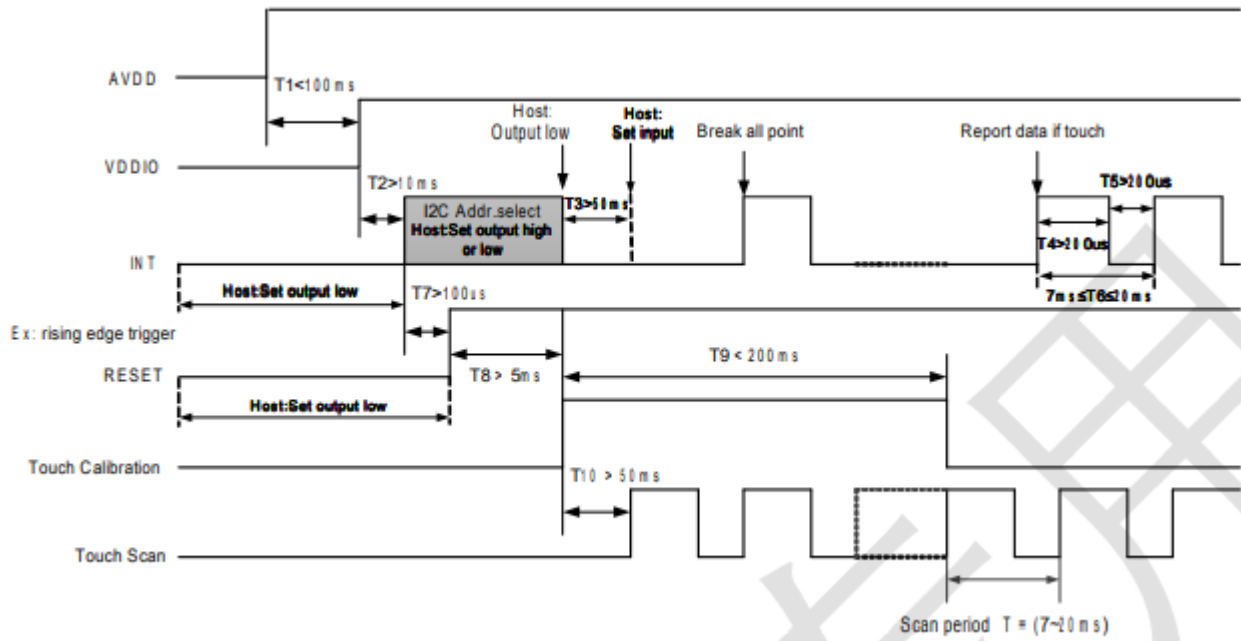 AVDD
T1<100ms
Host:
Output low
Host:
Set input
Break all point
Report data if touch
VDDIO
T2>10ms
T3>50ms
T5>200us
I2C Addr.select
Host:Set output high
or low
T4>200us
INT
Host:Set output low
T7>100us
7ms≤T6≤20ms
Ex: rising edge trigger
T9 < 200ms
RESET
T8 > 5ms
Host:Set output low
Touch Calibration
T10 > 50ms
Touch Scan
Scan period T = (7~20ms)